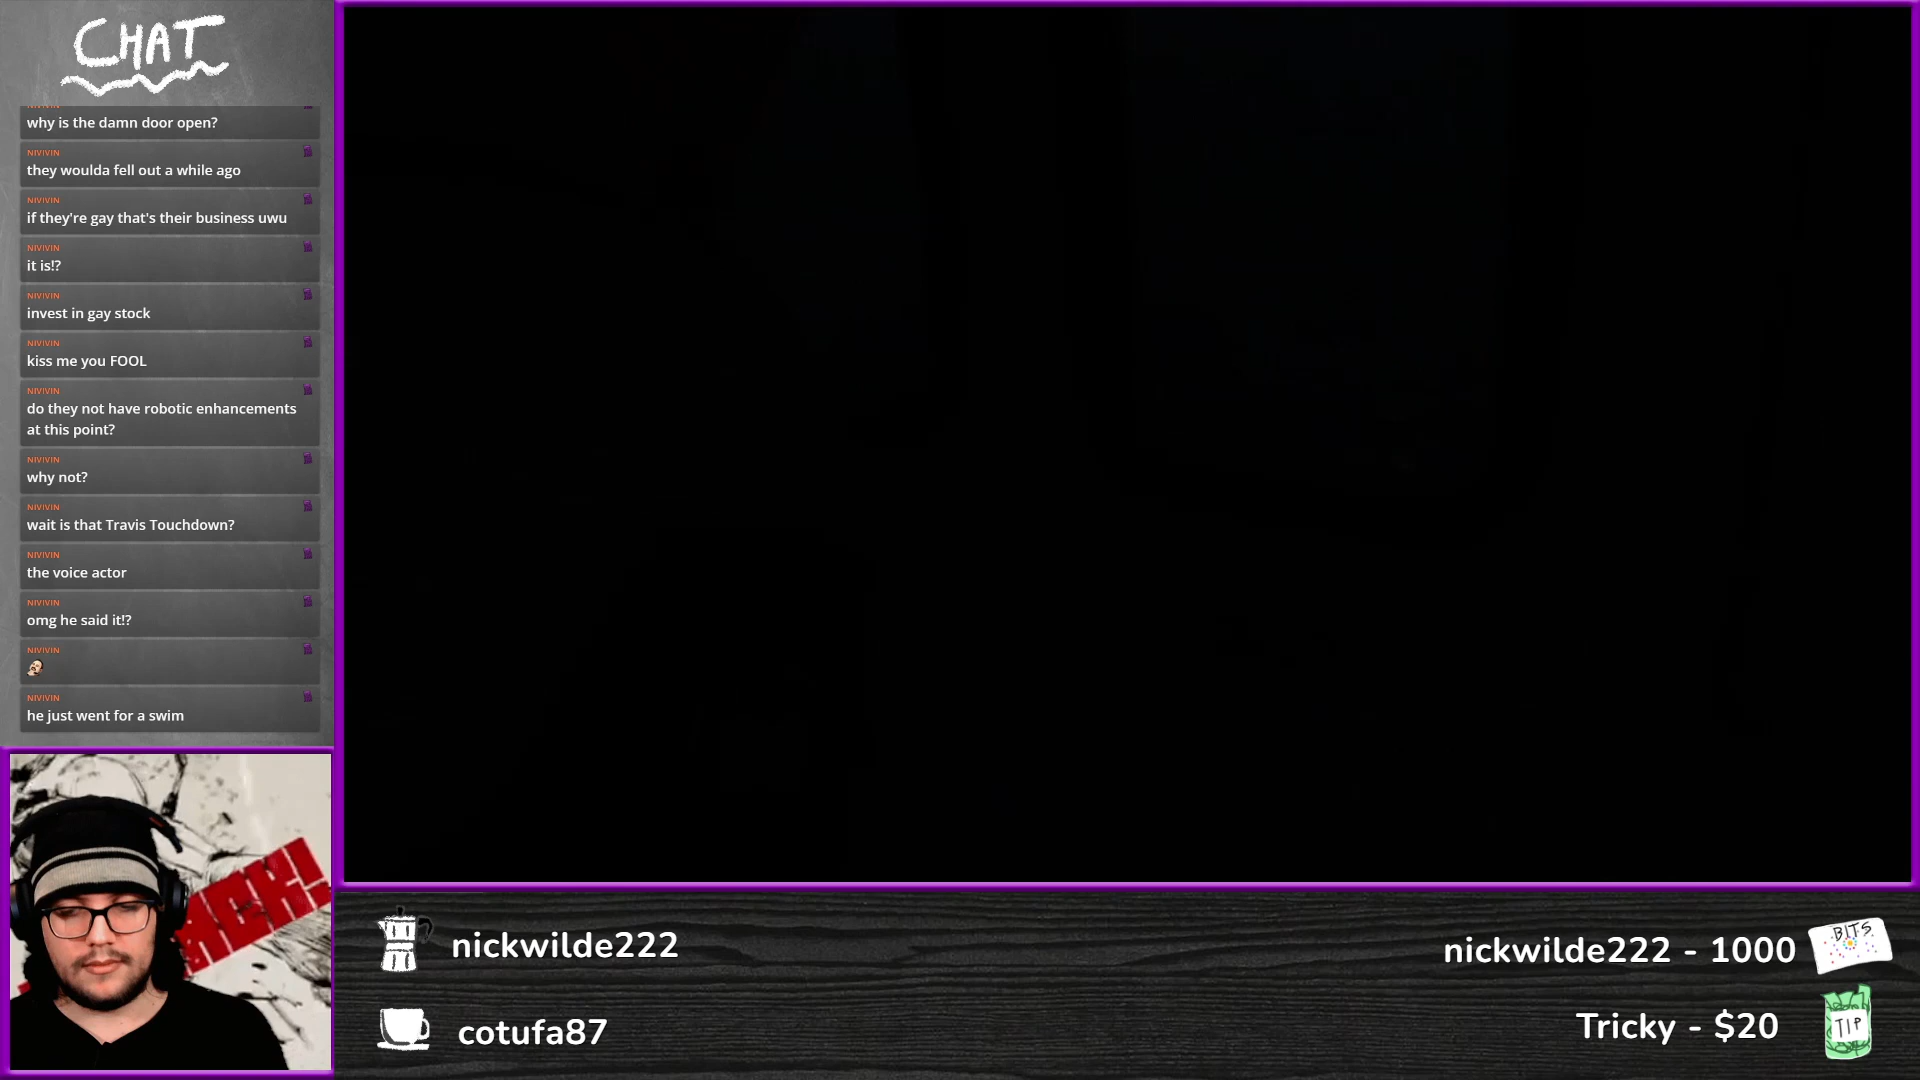 CHAT
why is the damn door open?
NIVIVIN
they woulda fell out a while ago
NIVIVIN
if they're gay that's their business uwu
NIVIVIN
it is!?
NIVIVIN
invest in gay stock
NIVIVIN
kiss me you FOOL
NIVIVIN
do they not have robotic enhancements
at this point?
NIVIVIN
why not?
NIVIVIN
wait is that Travis Touchdown?
NIVIVIN
the voice actor
NIVIVIN
omg he said it!?
NIVIVIN
NIVIVIN
he just went for a swim
nickwilde222
cotufa87
nickwilde222 - 1000
BITS
Tricky - $20
TIP